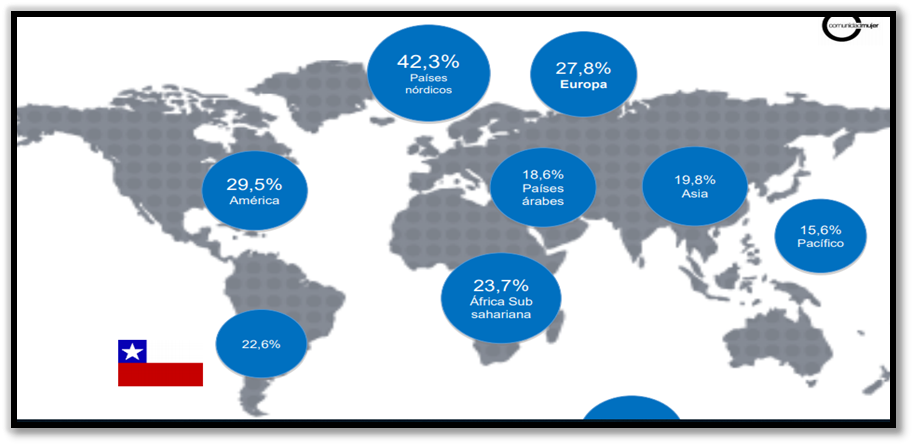 comunidadmujer
42,3%
Países
nórdicos
27,8%
Europa
29,5%
América
18,6%
Países
árabes
19,8%
Asia
15,6%
Pacífico
23,7%
África Sub
sahariana
22,6%